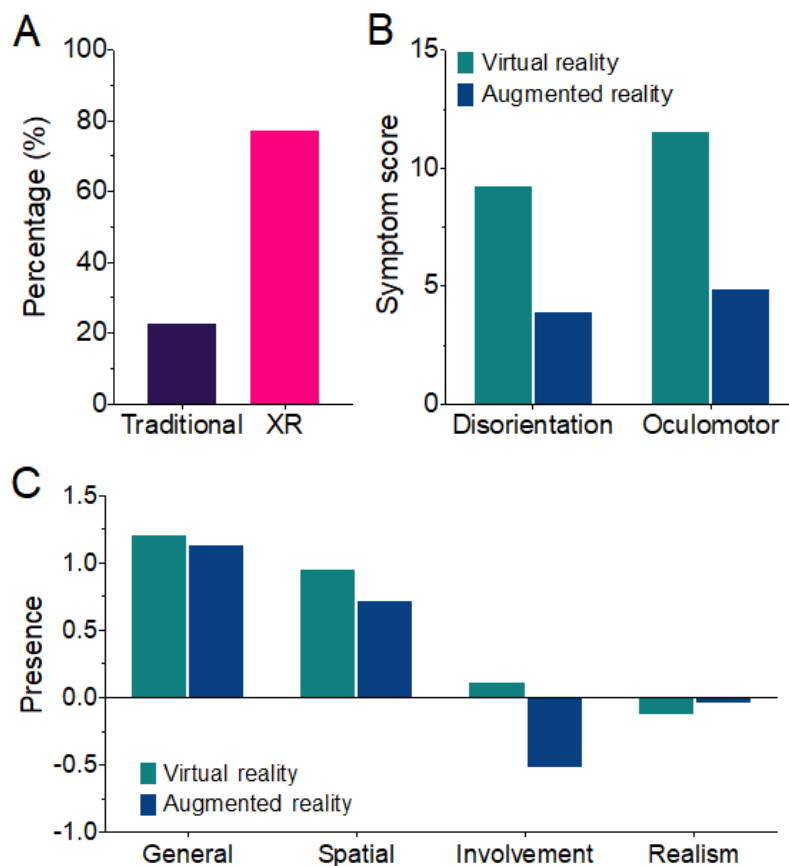 A
Percentage (%)
100
80
60
40
20
0
Traditional
XR
B
Symptom score
15
10
5
0
Virtual reality
Augmented reality
Disorientation
Oculomotor
C
Presence
1.5
1.0
0.5
0.0
-0.5
-1.0
Virtual reality
Augmented reality
General
Spatial
Involvement
Realism